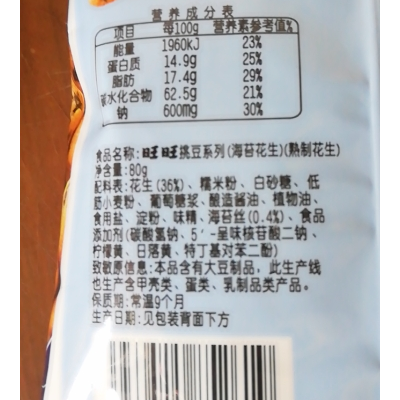 营养成分表
项目 每100g 营养素参考值%
能量 1960KJ 23%
蛋白质 14.9g 25%
脂肪 17.4g 29%
碳水化合物 62.5g 21%
钠 600mg 30%
食品名称: 旺旺挑豆系列(海苔花生)(熟制花生)
净含量: 80g
配料表: 花生(36%)、糯米粉、白砂糖、低
筋小麦粉、葡萄糖浆、酿造酱油、植物油、
食用盐、淀粉、味精、海苔丝(0.4%)、食品
添加剂(碳酸氢钠、5′-呈味核苷酸二钠、
柠檬黄、日落黄、特丁基对苯二酚)
致敏原信息: 本品含有大豆制品, 此生产线
也生产含甲壳类、蛋类、乳制品类产品。
保质期: 常温9个月
生产日期: 见包装背面下方